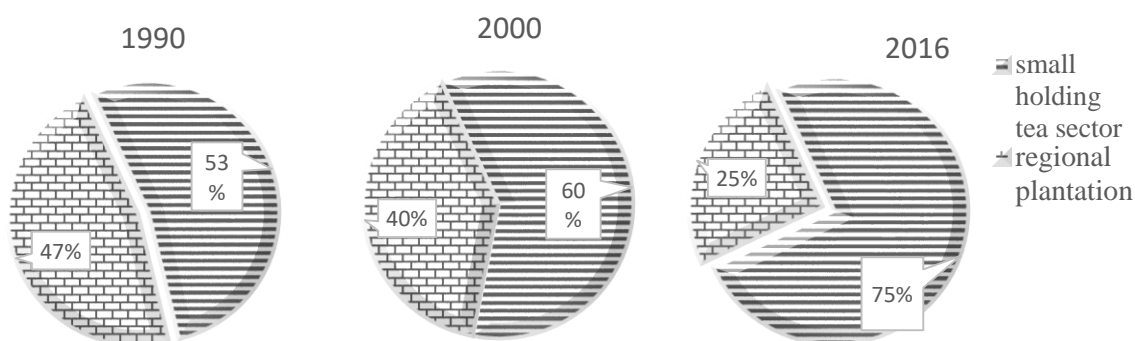 1990
2000
2016
53
%
47%
60
%
40%
25%
75%
small
holding
tea sector
regional
plantation